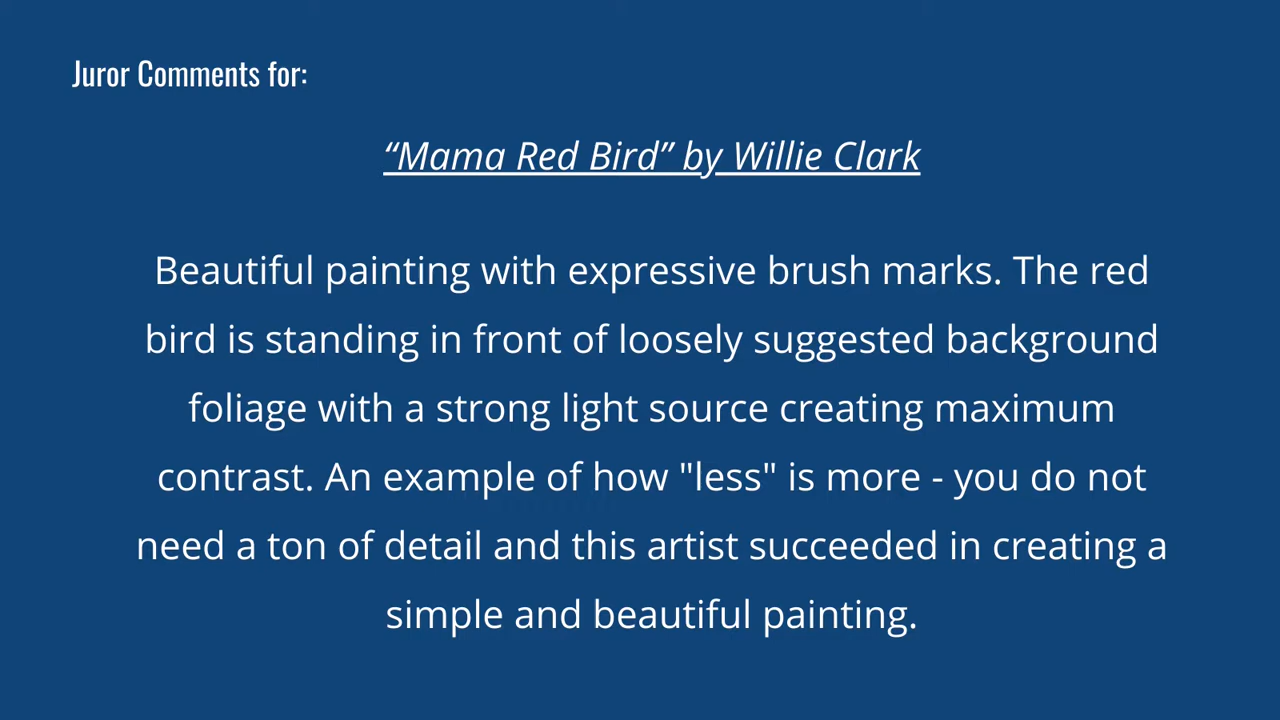 Juror Comments for:
“Mama Red Bird” by Willie Clark
Beautiful painting with expressive brush marks. The red
bird is standing in front of loosely suggested background
foliage with a strong light source creating maximum
contrast. An example of how "less" is more - you do not
need a ton of detail and this artist succeeded in creating a
simple and beautiful painting.